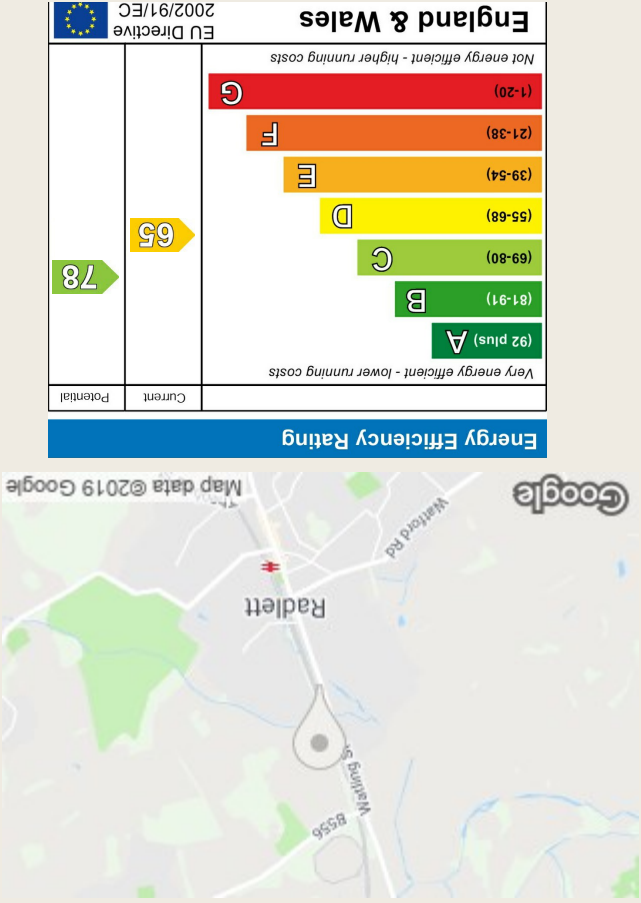 B556
Watling St
Radlett
Watford Rd
Google
Map data ©2019 Google
Energy Efficiency Rating
Current
Potential
Very energy efficient - lower running costs
(92 plus) A
(81-91) B
(69-80) C
(55-68) D
(39-54) E
(21-38) F
(1-20) G
65
78
Not energy efficient - higher running costs
England & Wales
EU Directive
2002/91/EC